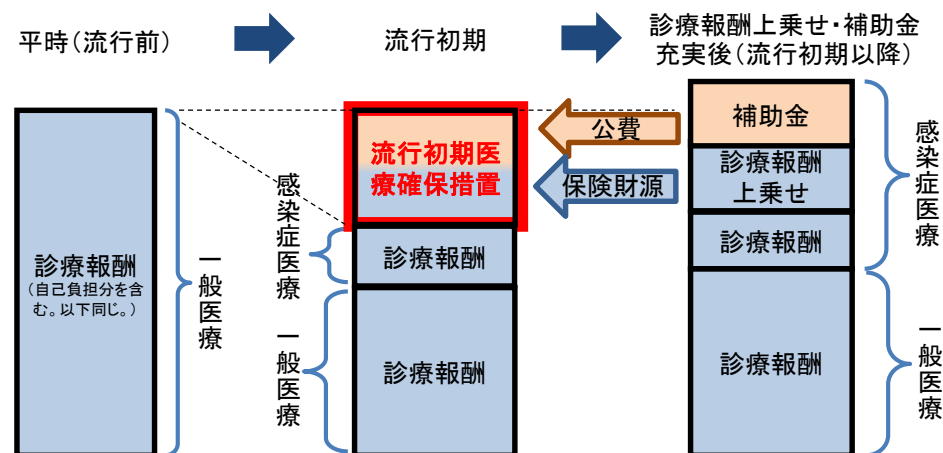 平時（流行前）
流行初期
診療報酬上乗せ・補助金
充実後（流行初期以降）
診療報酬
（自己負担分を含
む。以下同じ。）
一般医療
流行初期医
療確保措置
感染症医療
診療報酬
一般医療
診療報酬
公費
保険財源
補助金
診療報酬
上乗せ
診療報酬
感染症医療
診療報酬
一般医療